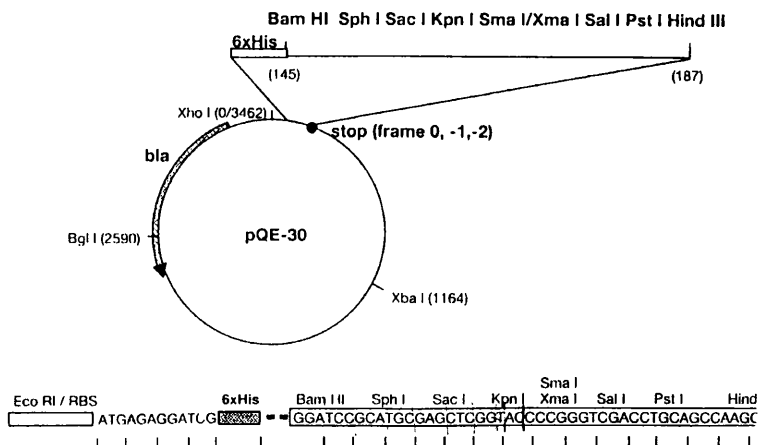 Bam HI Sph I Sac I Kpn I Sma I/Xma I Sal I Pst I Hind III
6xHis
(145)
(187)
Xho I (0/3462)
stop (frame 0, -1,-2)
bla
Bgl I (2590)
pQE-30
Xba I (1164)
Sma I
Eco RI / RBS
6xHis
Bam HI
Sph I
Sac I
Kpn I
Xma I
Sal I
Pst I
Hind
ATGAGAGGATCG
GGATCCGCATGCGAGCTCGGTACCCCCGGGTCGACCTGCAGCCAAGC